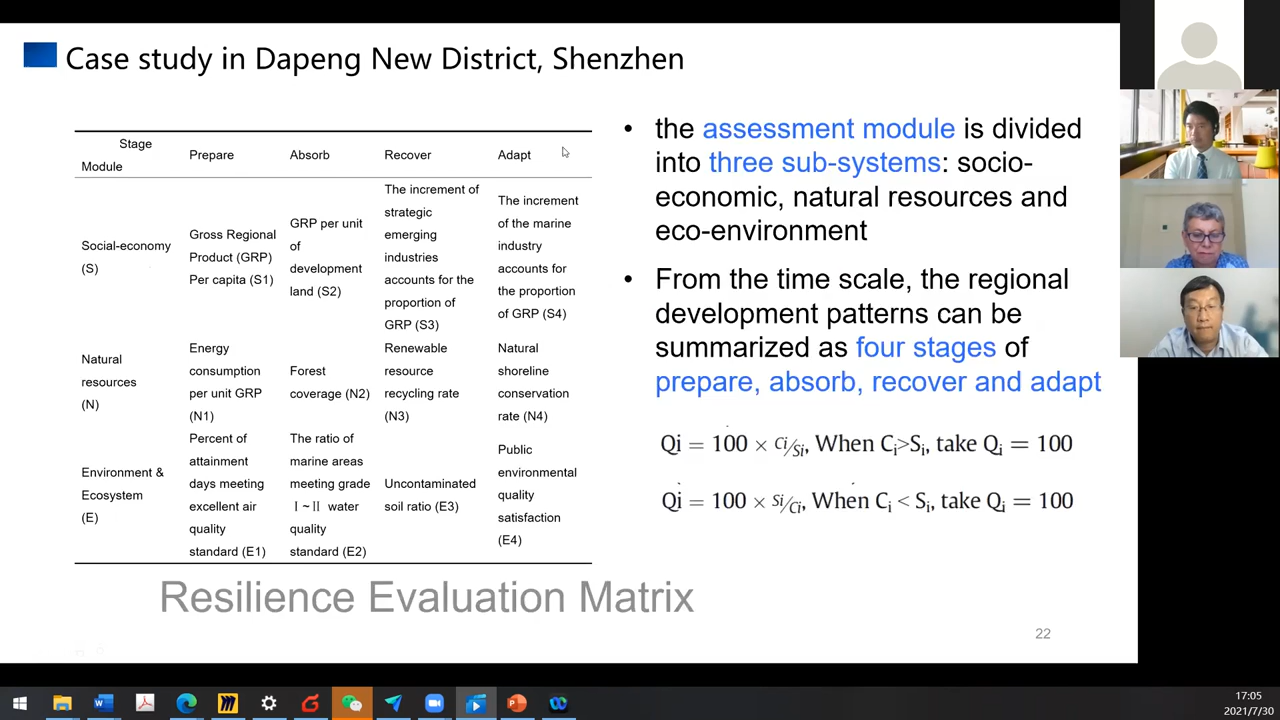 Case study in Dapeng New District, Shenzhen
Stage
Module
Prepare
Absorb
Recover
Adapt
Social-economy
(S)
Gross Regional
Product (GRP)
Per capita (S1)
GRP per unit
of
development
land (S2)
The increment of
strategic
emerging
industries
accounts for the
proportion of
GRP (S3)
The increment
of the marine
industry
accounts for
the proportion
of GRP (S4)
Natural
resources
(N)
Energy
consumption
per unit GRP
(N1)
Forest
coverage (N2)
Renewable
resource
recycling rate
(N3)
Natural
shoreline
conservation
rate (N4)
Environment &
Ecosystem
(E)
Percent of
attainment
days meeting
excellent air
quality
standard (E1)
The ratio of
marine areas
meeting grade
Ⅰ~Ⅱ water
quality
standard (E2)
Uncontaminated
soil ratio (E3)
Public
environmental
quality
satisfaction
(E4)
Resilience Evaluation Matrix
• the assessment module is divided
into three sub-systems: socio-
economic, natural resources and
eco-environment
• From the time scale, the regional
development patterns can be
summarized as four stages of
prepare, absorb, recover and adapt
Qi = 100 × Ci/Si, When Ci>Si, take Qi = 100
Qi = 100 × Si/Ci, When Ci < Si, take Qi = 100
22
17:05
2021/7/30